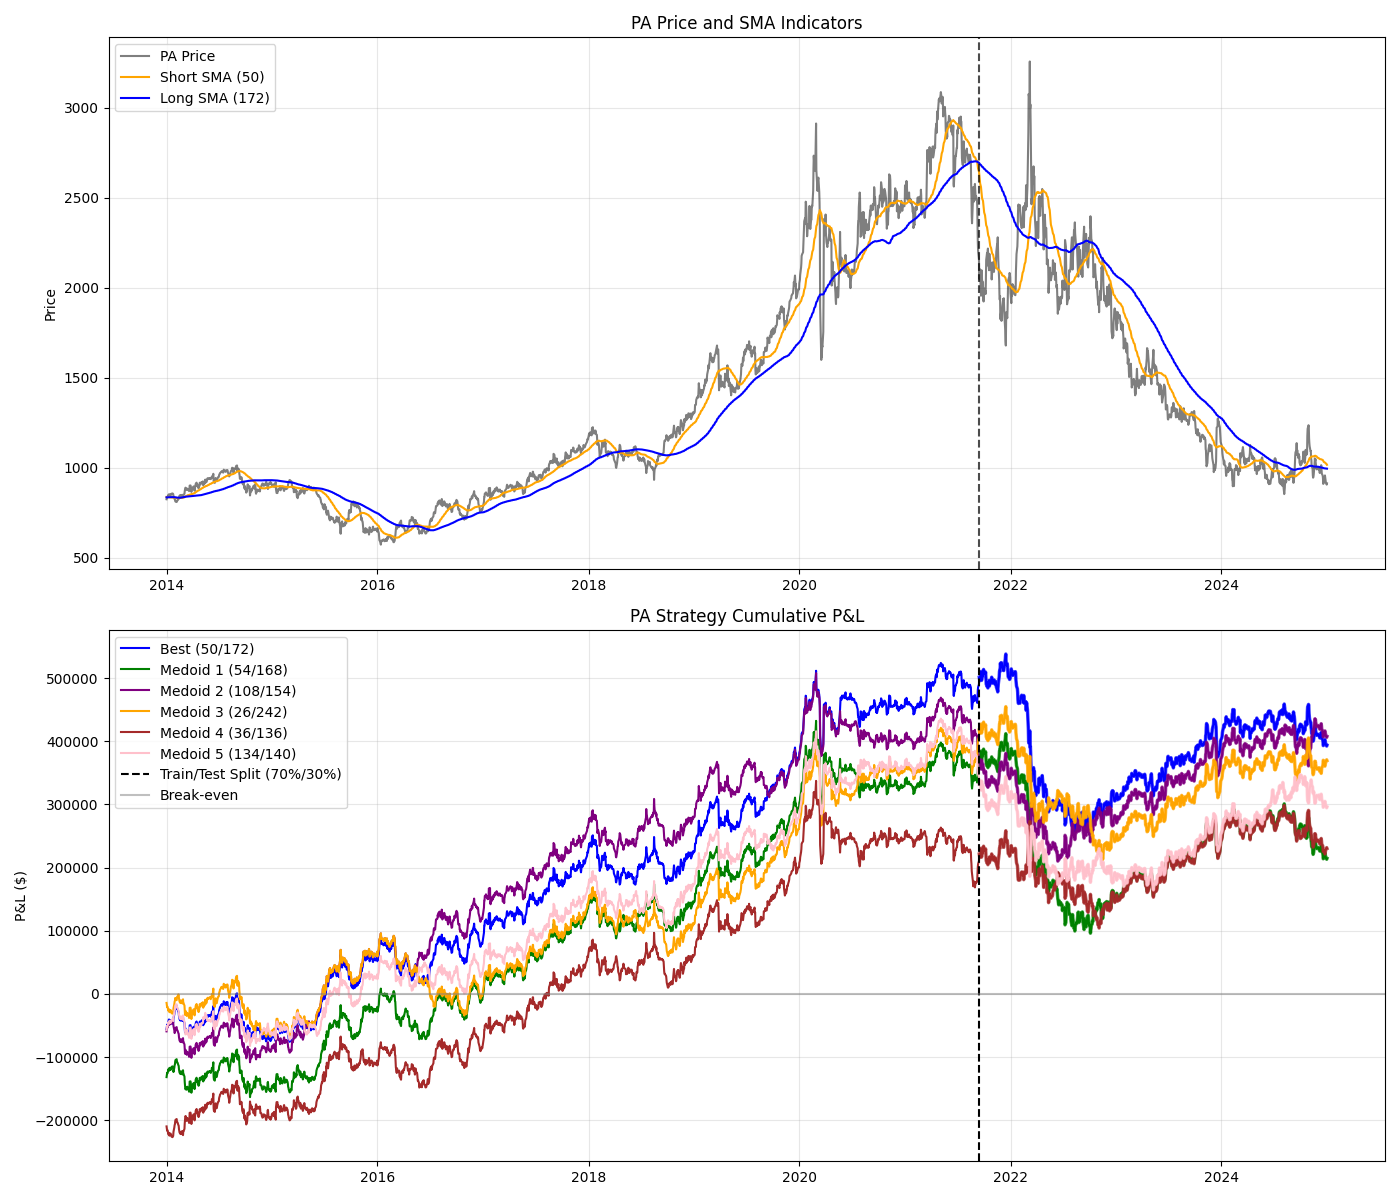 PA Price and SMA Indicators
PA Price
Short SMA (50)
Long SMA (172)
Price
3000
2500
2000
1500
1000
500
2014 2016 2018 2020 2022 2024
PA Strategy Cumulative P&L
Best (50/172)
Medoid 1 (54/168)
Medoid 2 (108/154)
Medoid 3 (26/242)
Medoid 4 (36/136)
Medoid 5 (134/140)
Train/Test Split (70%/30%)
Break-even
P&L ($)
500000
400000
300000
200000
100000
0
−100000
−200000
2014 2016 2018 2020 2022 2024